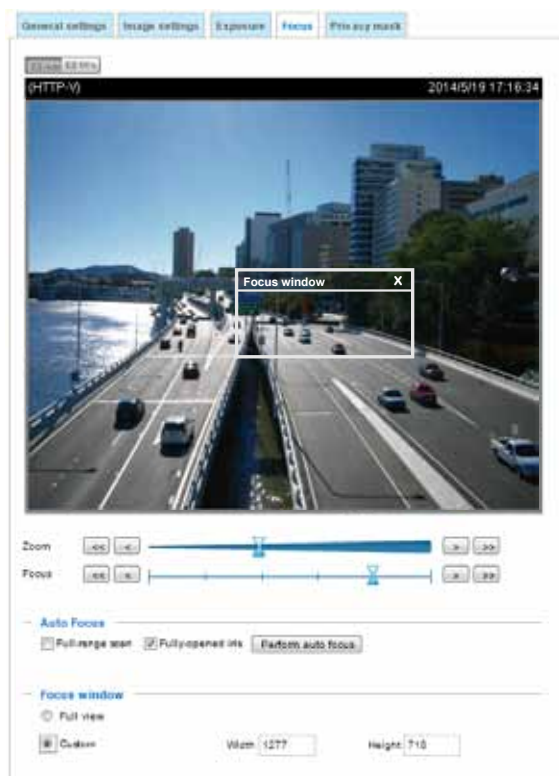 General settings Image settings Exposure Focus Privacy mask
(HTTP-V) 2014/5/19 17:16:34
Focus window X
Zoom << < > >>
Focus << < > >>
Auto Focus
Full-range scan Fully-opened iris Perform auto focus
Focus window
Full view
Custom Width 1277 Height